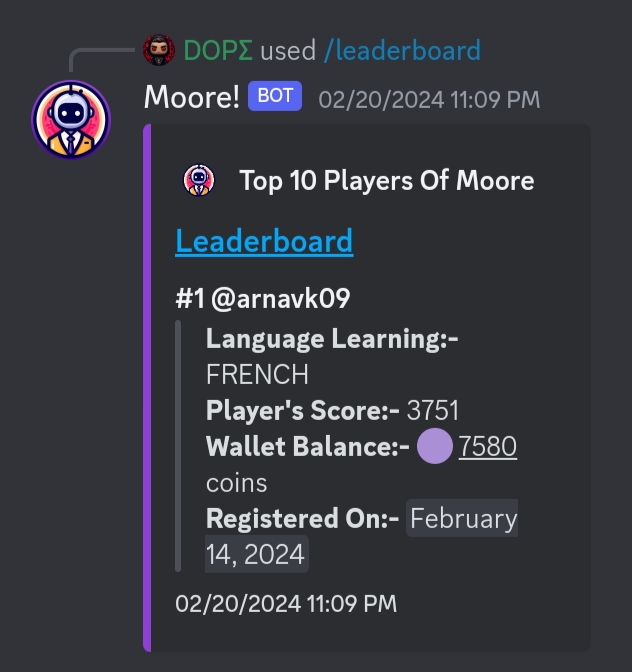 DOPΣ used /leaderboard
Moore! BOT 02/20/2024 11:09 PM
Top 10 Players Of Moore
Leaderboard
#1 @arnavk09
Language Learning:-
FRENCH
Player's Score:- 3751
Wallet Balance:- 7580
coins
Registered On:- February
14, 2024
02/20/2024 11:09 PM